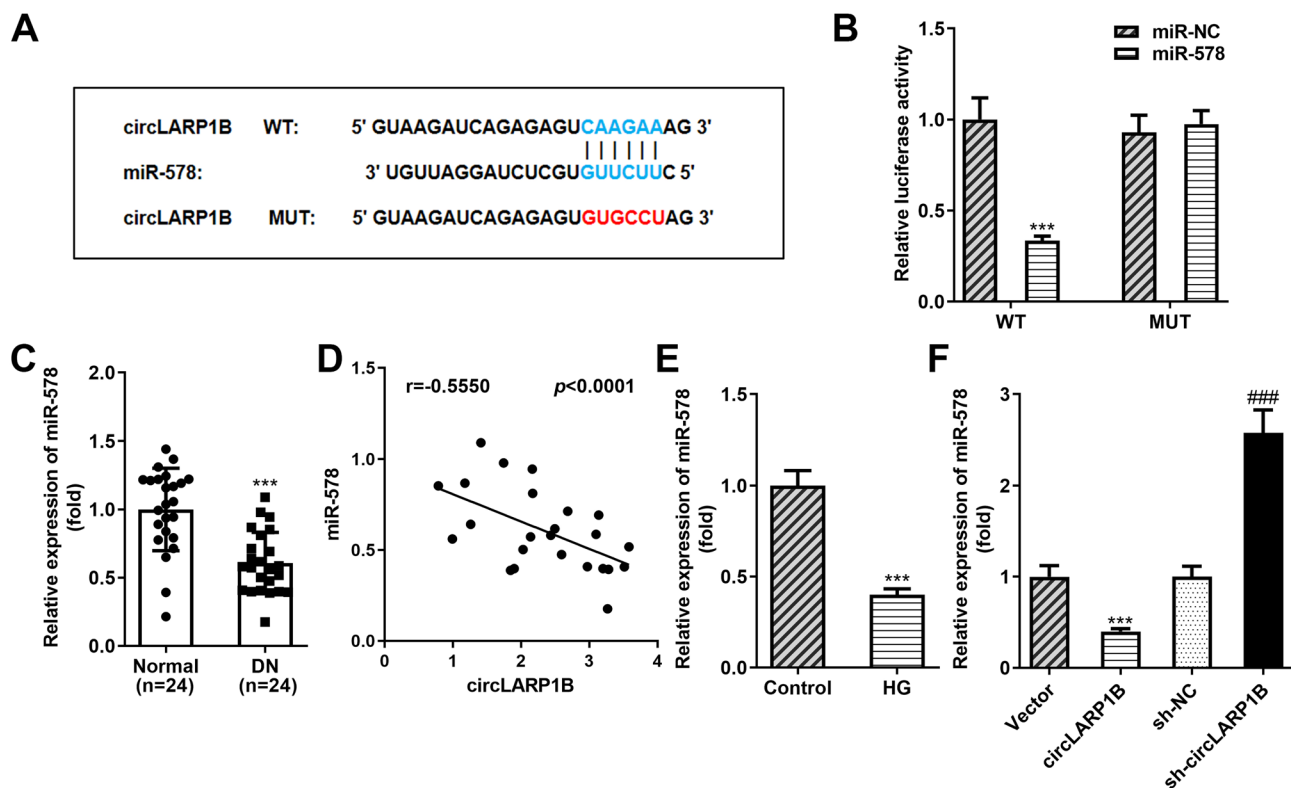 A
circLARP1B WT: 5' GUAAGAUCAGAGAGUCAAGAAAG 3'
miR-578: 3' UGUUAGGAUCUCGUGUUCUUC 5'
circLARP1B MUT: 5' GUAAGAUCAGAGAGUGUGCCUAG 3'
B
miR-NC
miR-578
Relative luciferase activity
1.5
1.0
0.5
0.0
***
WT MUT
C
Relative expression of miR-578
(fold)
2.0
1.5
1.0
0.5
0.0
***
Normal DN
(n=24) (n=24)
D
miR-578
1.5
1.0
0.5
0.0
r=-0.5550 p<0.0001
1 2 3 4
circLARP1B
E
Relative expression of miR-578
(fold)
1.5
1.0
0.5
0.0
***
Control HG
F
Relative expression of miR-578
(fold)
3
2
1
0
***
###
Vector
circLARP1B
sh-NC
sh-circLARP1B